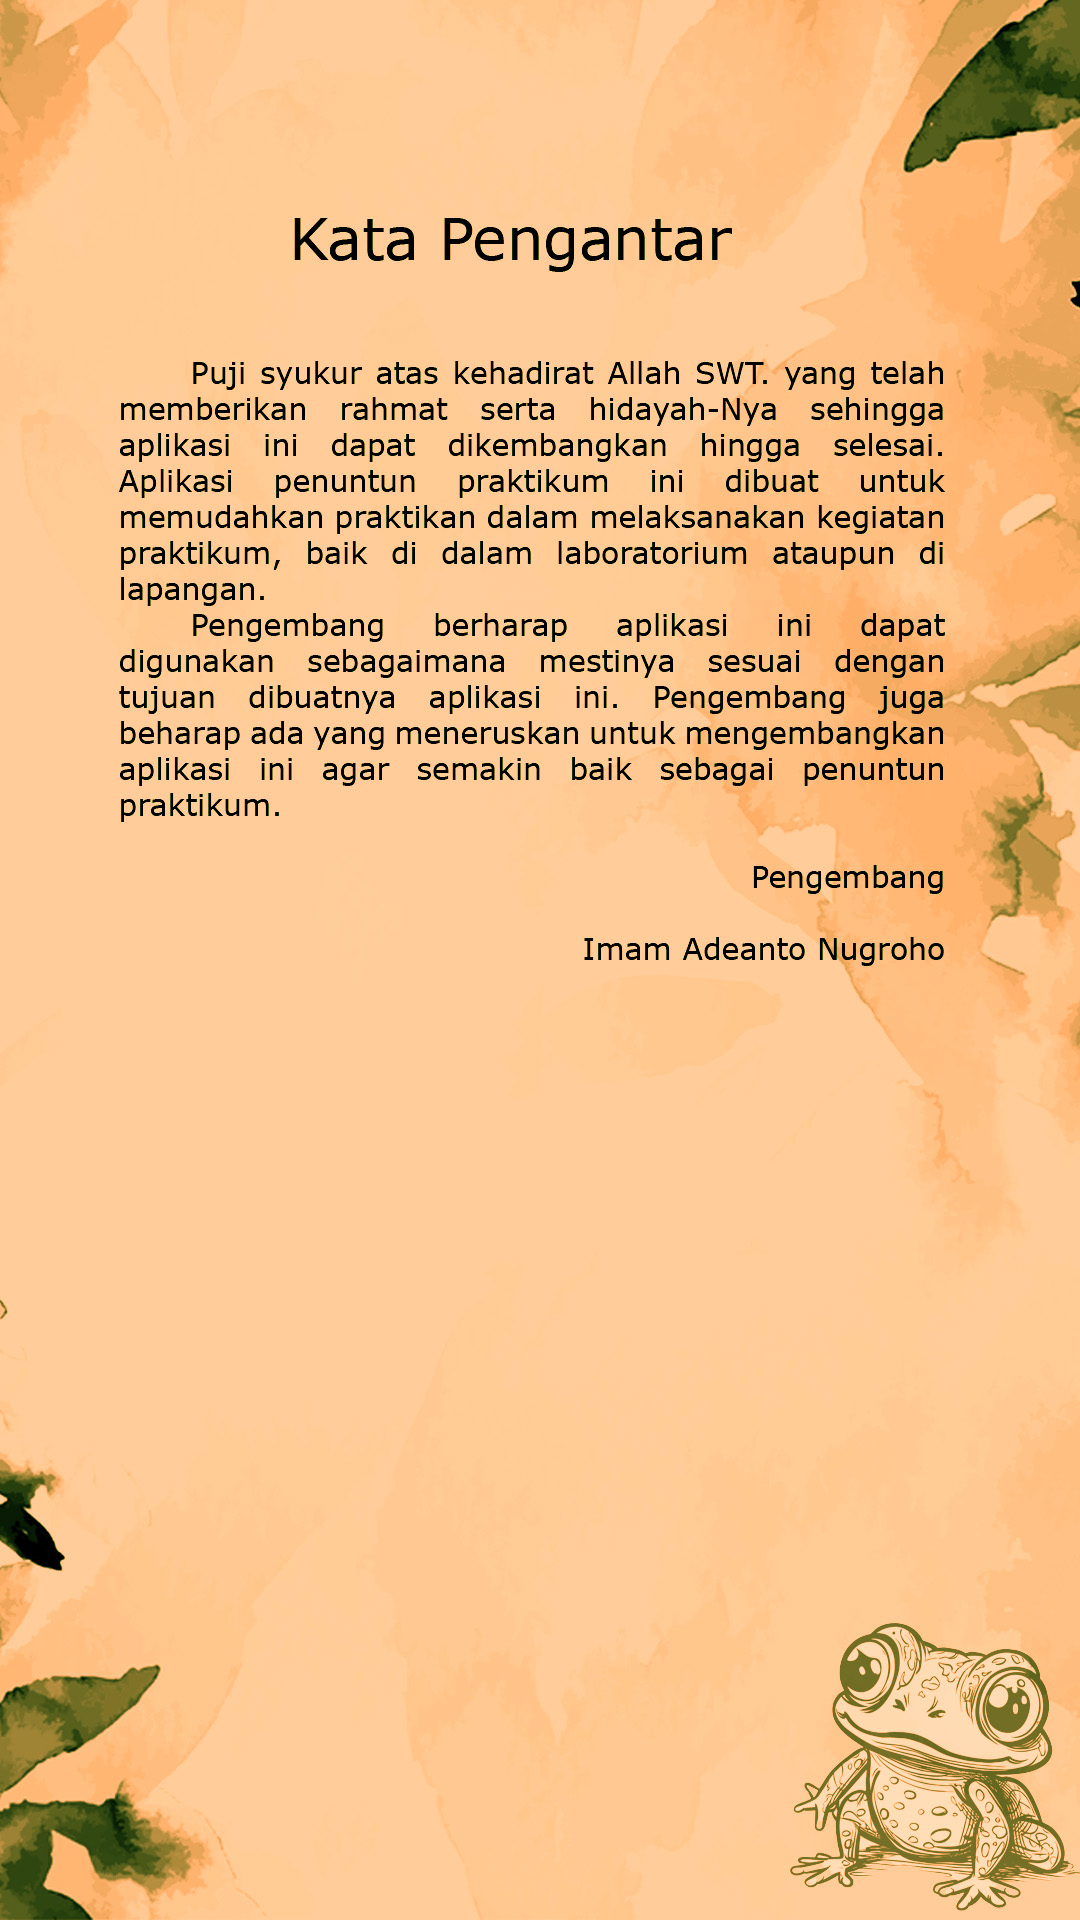 Kata Pengantar
Puji syukur atas kehadirat Allah SWT. yang telah
memberikan rahmat serta hidayah-Nya sehingga
aplikasi ini dapat dikembangkan hingga selesai.
Aplikasi penuntun praktikum ini dibuat untuk
memudahkan praktikan dalam melaksanakan kegiatan
praktikum, baik di dalam laboratorium ataupun di
lapangan.
Pengembang berharap aplikasi ini dapat
digunakan sebagaimana mestinya sesuai dengan
tujuan dibuatnya aplikasi ini. Pengembang juga
beharap ada yang meneruskan untuk mengembangkan
aplikasi ini agar semakin baik sebagai penuntun
praktikum.
Pengembang
Imam Adeanto Nugroho